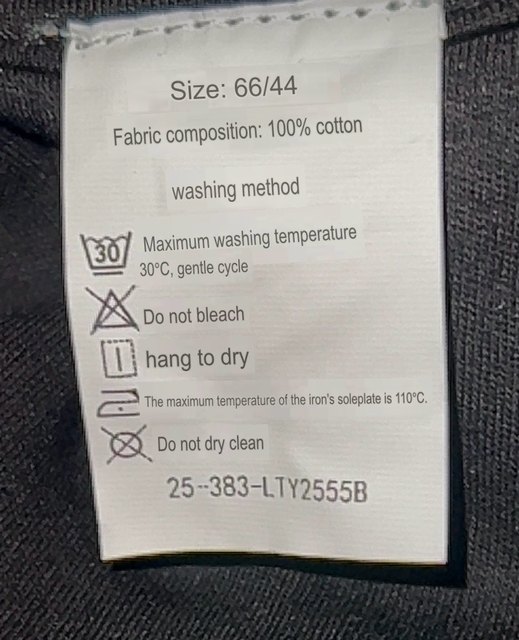 Size: 66/44
Fabric composition: 100% cotton
washing method
30
Maximum washing temperature
30°C, gentle cycle
Do not bleach
hang to dry
The maximum temperature of the iron's soleplate is 110°C.
Do not dry clean
25--383-LTY2555B